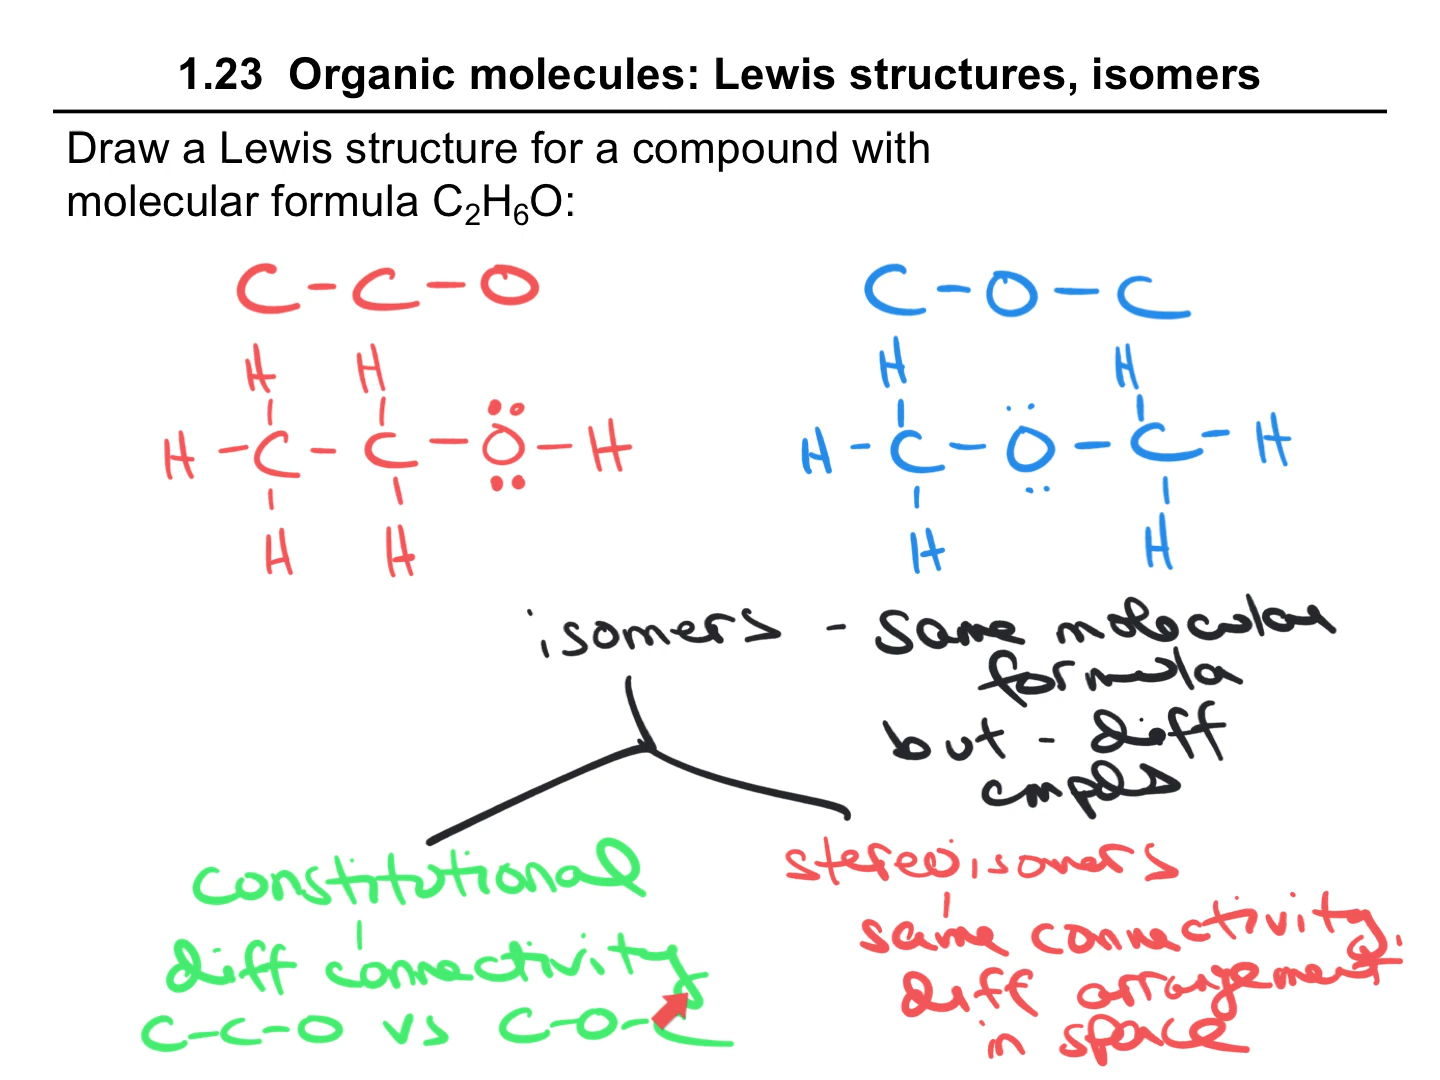 1.23 Organic molecules: Lewis structures, isomers
Draw a Lewis structure for a compound with
molecular formula C₂H₆O:
C - C - O
C - O - C
H H
H - C - C - O - H
H H
H H
H - C - O - C - H
H H
isomers - same molecular
formula
but - diff
cmpds
constitutional
diff connectivity
C-C-O vs C-O-C
stereoisomers
same connectivity,
diff arrangement
in space